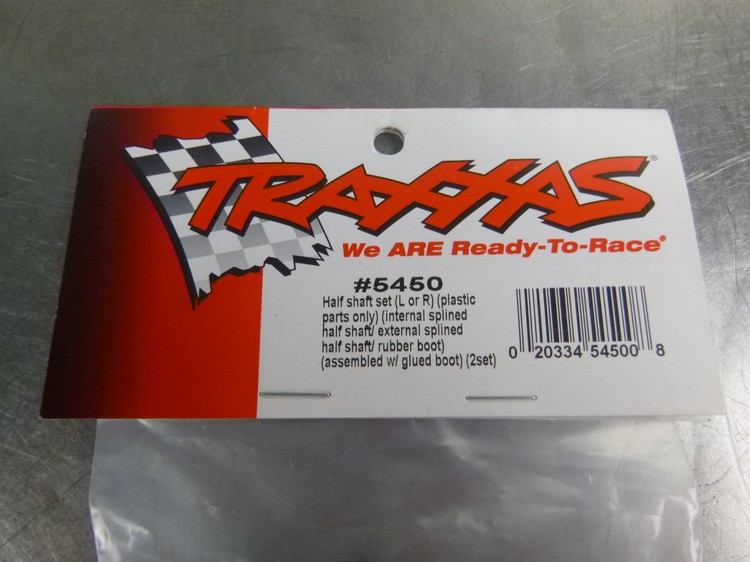 TRAXXAS®
We ARE Ready-To-Race®
#5450
Half shaft set (L or R) (plastic
parts only) (internal splined
half shaft/ external splined
half shaft/ rubber boot)
(assembled w/ glued boot) (2set)
0 20334 54500 8